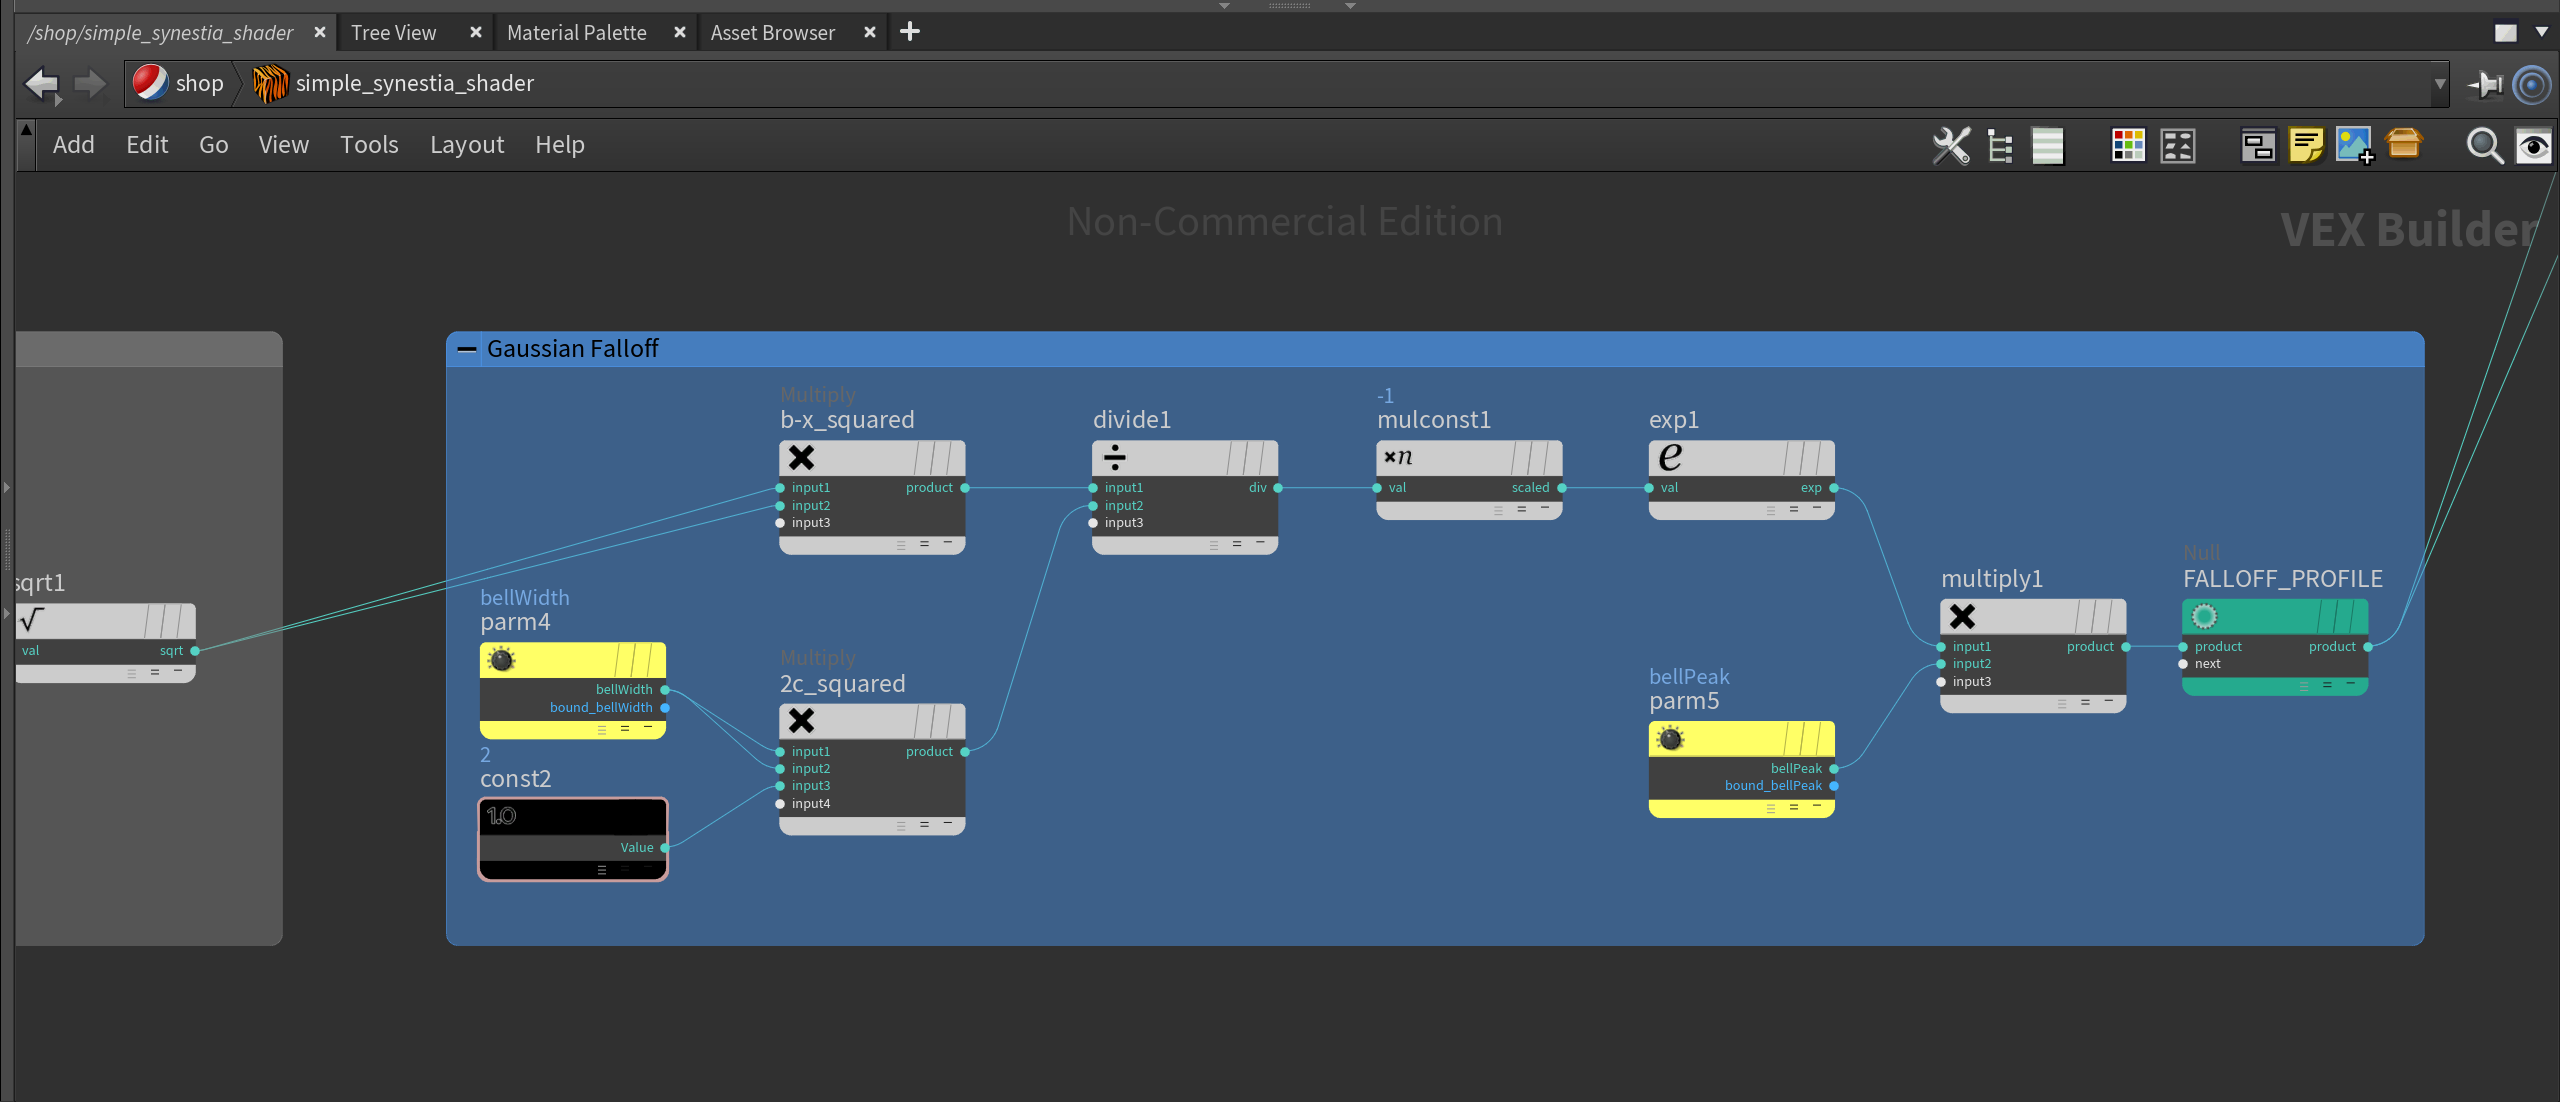 /shop/simple_synestia_shader
Tree View
Material Palette
Asset Browser
shop
simple_synestia_shader
Add Edit Go View Tools Layout Help
Non-Commercial Edition
VEX Builder
Gaussian Falloff
Multiply
b-x_squared
input1 product
input2
input3
divide1
input1 div
input2
input3
-1
mulconst1
×n
val scaled
exp1
e
val exp
sqrt1
val sqrt
bellWidth
parm4
bellWidth
bound_bellWidth
2
const2
1.0
Value
Multiply
2c_squared
input1 product
input2
input3
input4
bellPeak
parm5
bellPeak
bound_bellPeak
multiply1
input1 product
input2
input3
Null
FALLOFF_PROFILE
product product
next